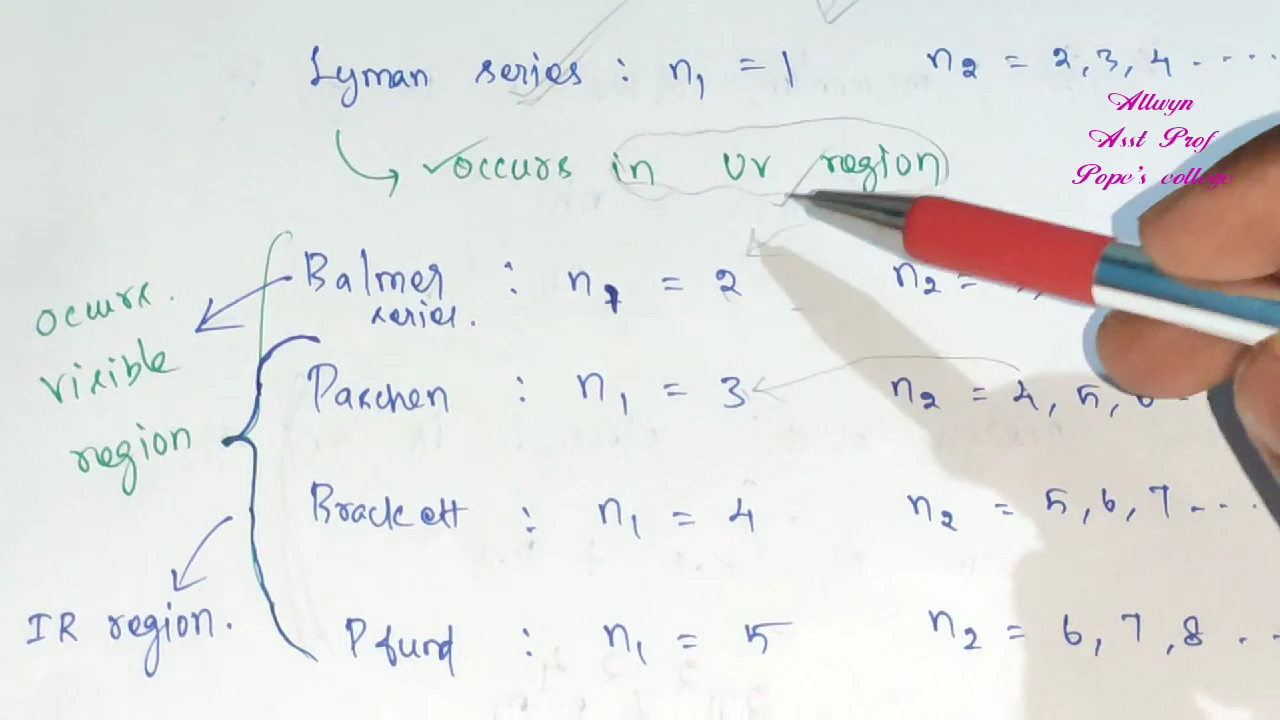 Lyman series : n1 = 1 n2 = 2, 3, 4 ....
Allwyn
Asst Prof
Pope's college
occurs in UV region
Balmer : n1 = 2 n2 =
series.
occurs.
visible
region
Paschen : n1 = 3 n2 = 4, 5, 6
Brackett : n1 = 4 n2 = 5, 6, 7 ...
IR region.
Pfund : n1 = 5 n2 = 6, 7, 8 ..